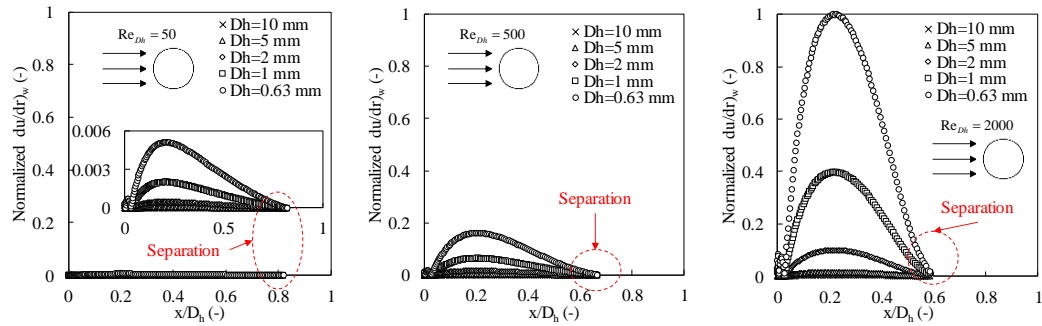 Normalized du/dr)w (-)
1
0.8
0.6
0.4
0.2
0
Re_Dh = 50
×Dh=10 mm
△Dh=5 mm
◇Dh=2 mm
□Dh=1 mm
○Dh=0.63 mm
0.006
0.003
0
0 0.5 1
Separation
0 0.2 0.4 0.6 0.8 1
x/Dh (-)
Normalized du/dr)w (-)
1
0.8
0.6
0.4
0.2
0
Re_Dh = 500
×Dh=10 mm
△Dh=5 mm
◇Dh=2 mm
□Dh=1 mm
○Dh=0.63 mm
Separation
0 0.2 0.4 0.6 0.8 1
x/Dh (-)
Normalized du/dr)w (-)
1
0.8
0.6
0.4
0.2
0
×Dh=10 mm
△Dh=5 mm
◇Dh=2 mm
□Dh=1 mm
○Dh=0.63 mm
Re_Dh = 2000
Separation
0 0.2 0.4 0.6 0.8 1
x/Dh (-)